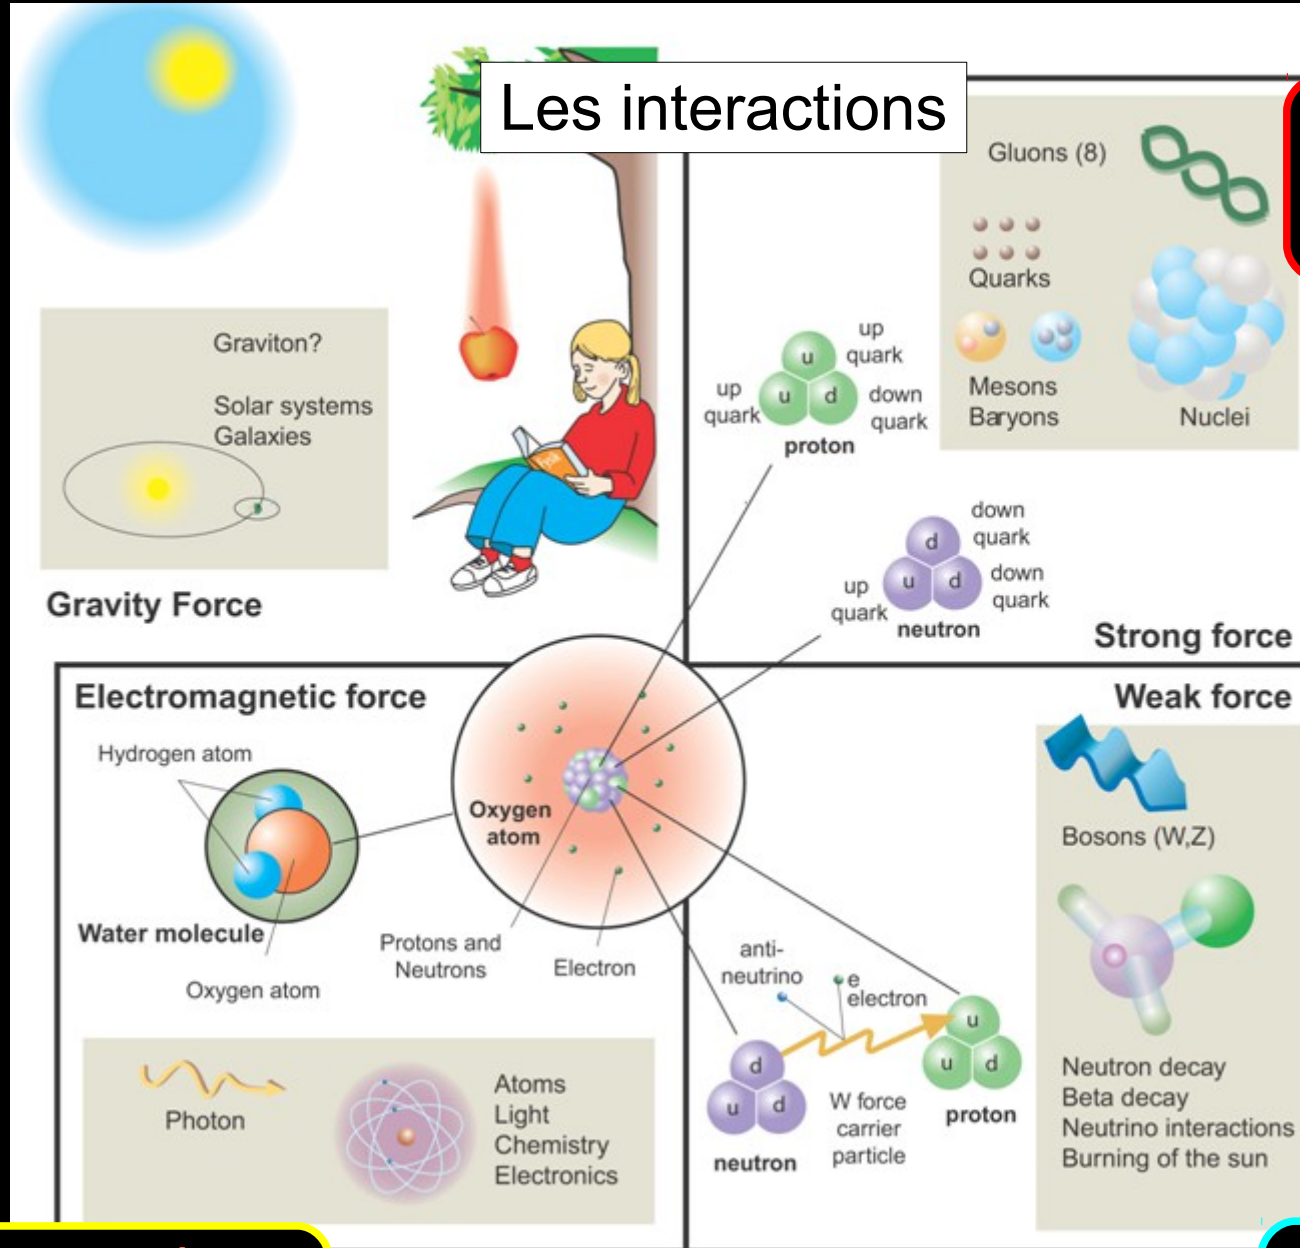 Les interactions
Graviton?
Solar systems
Galaxies
Gravity Force
Fysik
Gluons (8)
Quarks
Mesons
Baryons
Nuclei
up
quark
up
quark
down
quark
u
u d
proton
down
quark
down
quark
up
quark
d
u d
neutron
Strong force
Electromagnetic force
Hydrogen atom
Water molecule
Oxygen atom
Oxygen
atom
Protons and
Neutrons
Electron
Photon
Atoms
Light
Chemistry
Electronics
Weak force
Bosons (W,Z)
anti-
neutrino
e
electron
d
u d
neutron
W force
carrier
particle
u
u d
proton
Neutron decay
Beta decay
Neutrino interactions
Burning of the sun